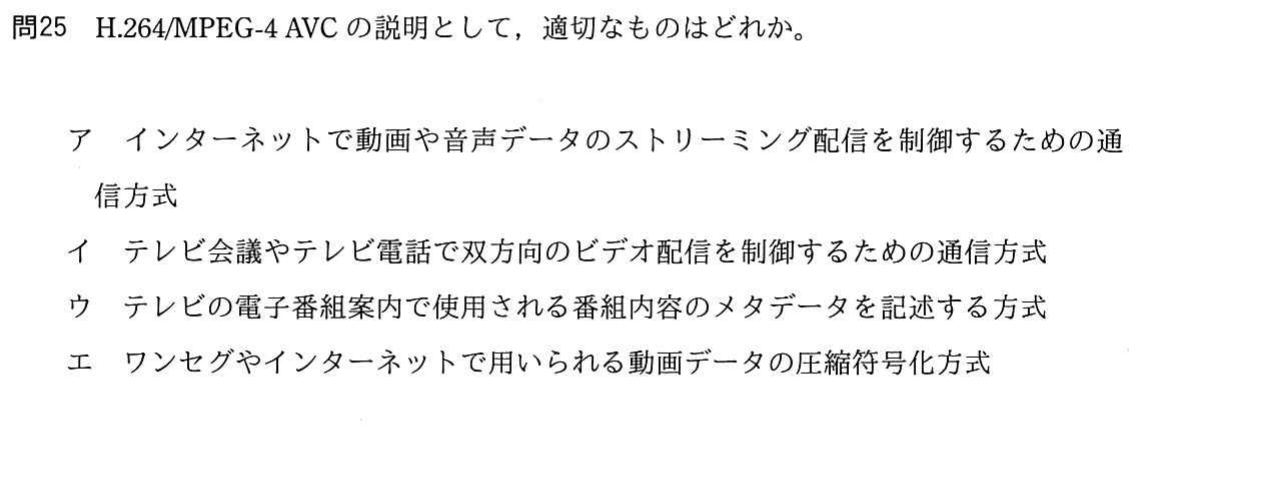 問25 H.264/MPEG-4 AVC の説明として，適切なものはどれか。
ア インターネットで動画や音声データのストリーミング配信を制御するための通
信方式
イ テレビ会議やテレビ電話で双方向のビデオ配信を制御するための通信方式
ウ テレビの電子番組案内で使用される番組内容のメタデータを記述する方式
エ ワンセグやインターネットで用いられる動画データの圧縮符号化方式